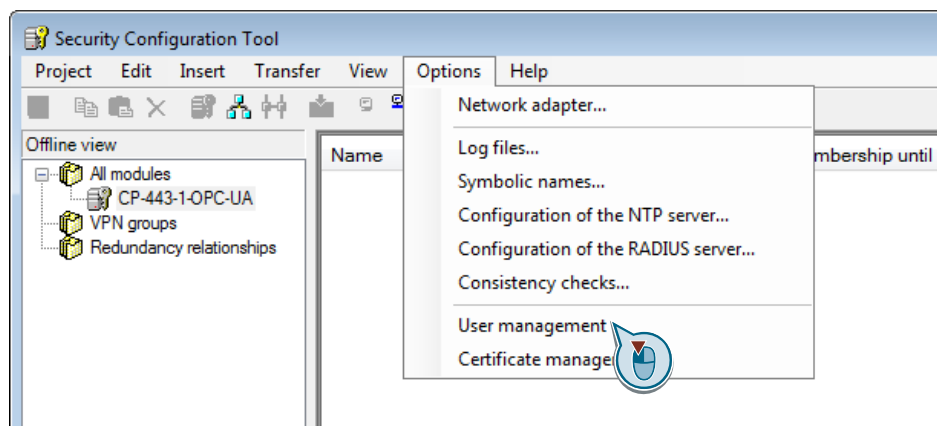 Security Configuration Tool
Project Edit Insert Transfer View Options Help
Network adapter...
Log files...
Symbolic names...
Configuration of the NTP server...
Configuration of the RADIUS server...
Consistency checks...
User management
Certificate manage
Offline view
All modules
CP-443-1-OPC-UA
VPN groups
Redundancy relationships
Name
mbership until